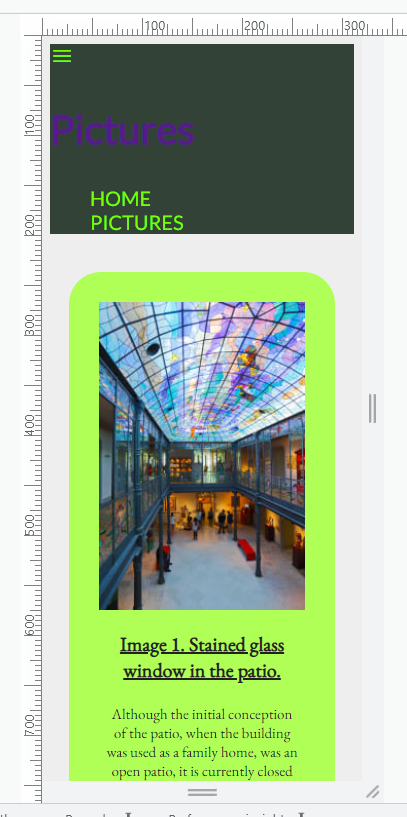 100
200
300
100
200
300
400
500
600
700
Pictures
HOME
PICTURES
Image 1. Stained glass
window in the patio.
Although the initial conception
of the patio, when the building
was used as a family home, was an
open patio, it is currently closed